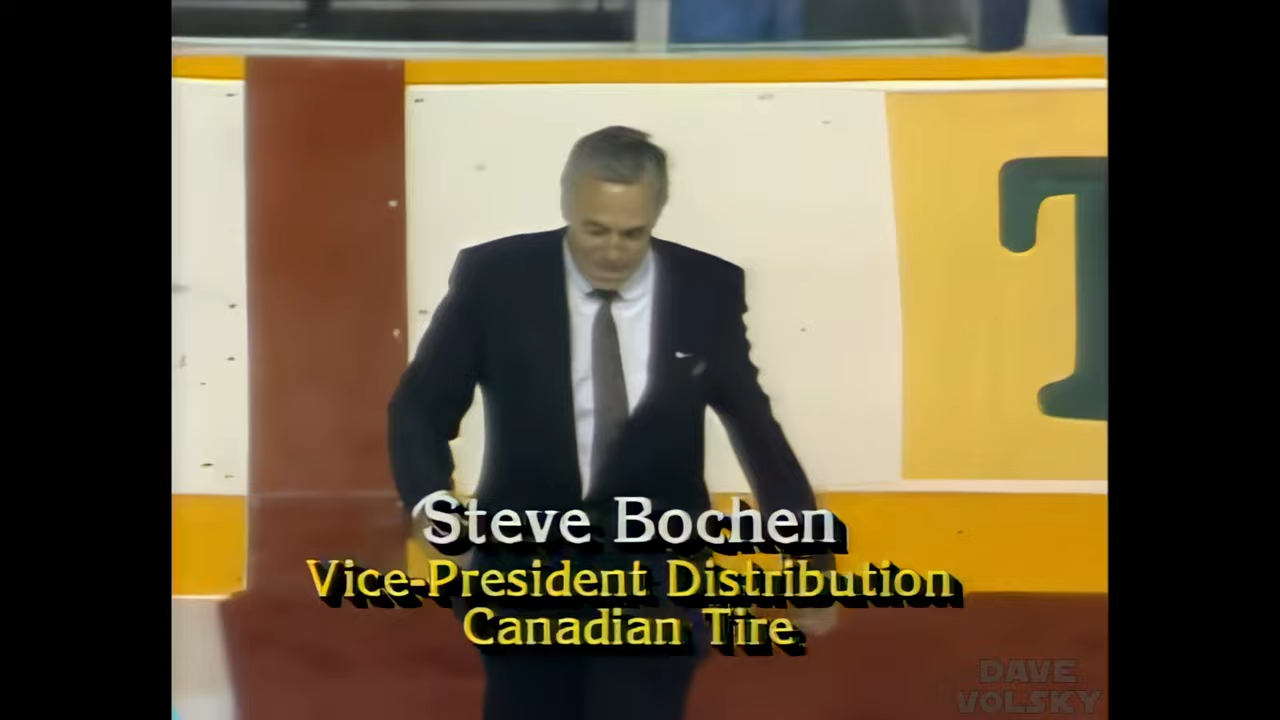 T
Steve Bochen
Vice-President Distribution
Canadian Tire
DAVE
VOLSKY